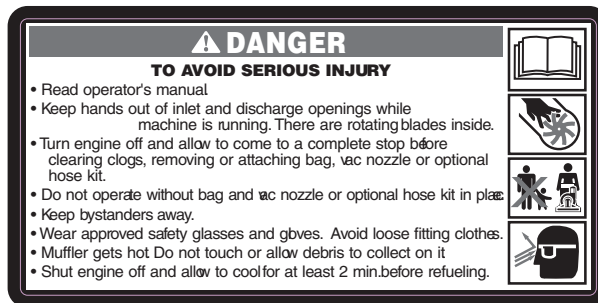 DANGER
TO AVOID SERIOUS INJURY
• Read operator's manual.
• Keep hands out of inlet and discharge openings while
machine is running. There are rotating blades inside.
• Turn engine off and allow to come to a complete stop before
clearing clogs, removing or attaching bag, vac nozzle or optional
hose kit.
• Do not operate without bag and vac nozzle or optional hose kit in place.
• Keep bystanders away.
• Wear approved safety glasses and gloves. Avoid loose fitting clothes.
• Muffler gets hot. Do not touch or allow debris to collect on it
• Shut engine off and allow to cool for at least 2 min. before refueling.